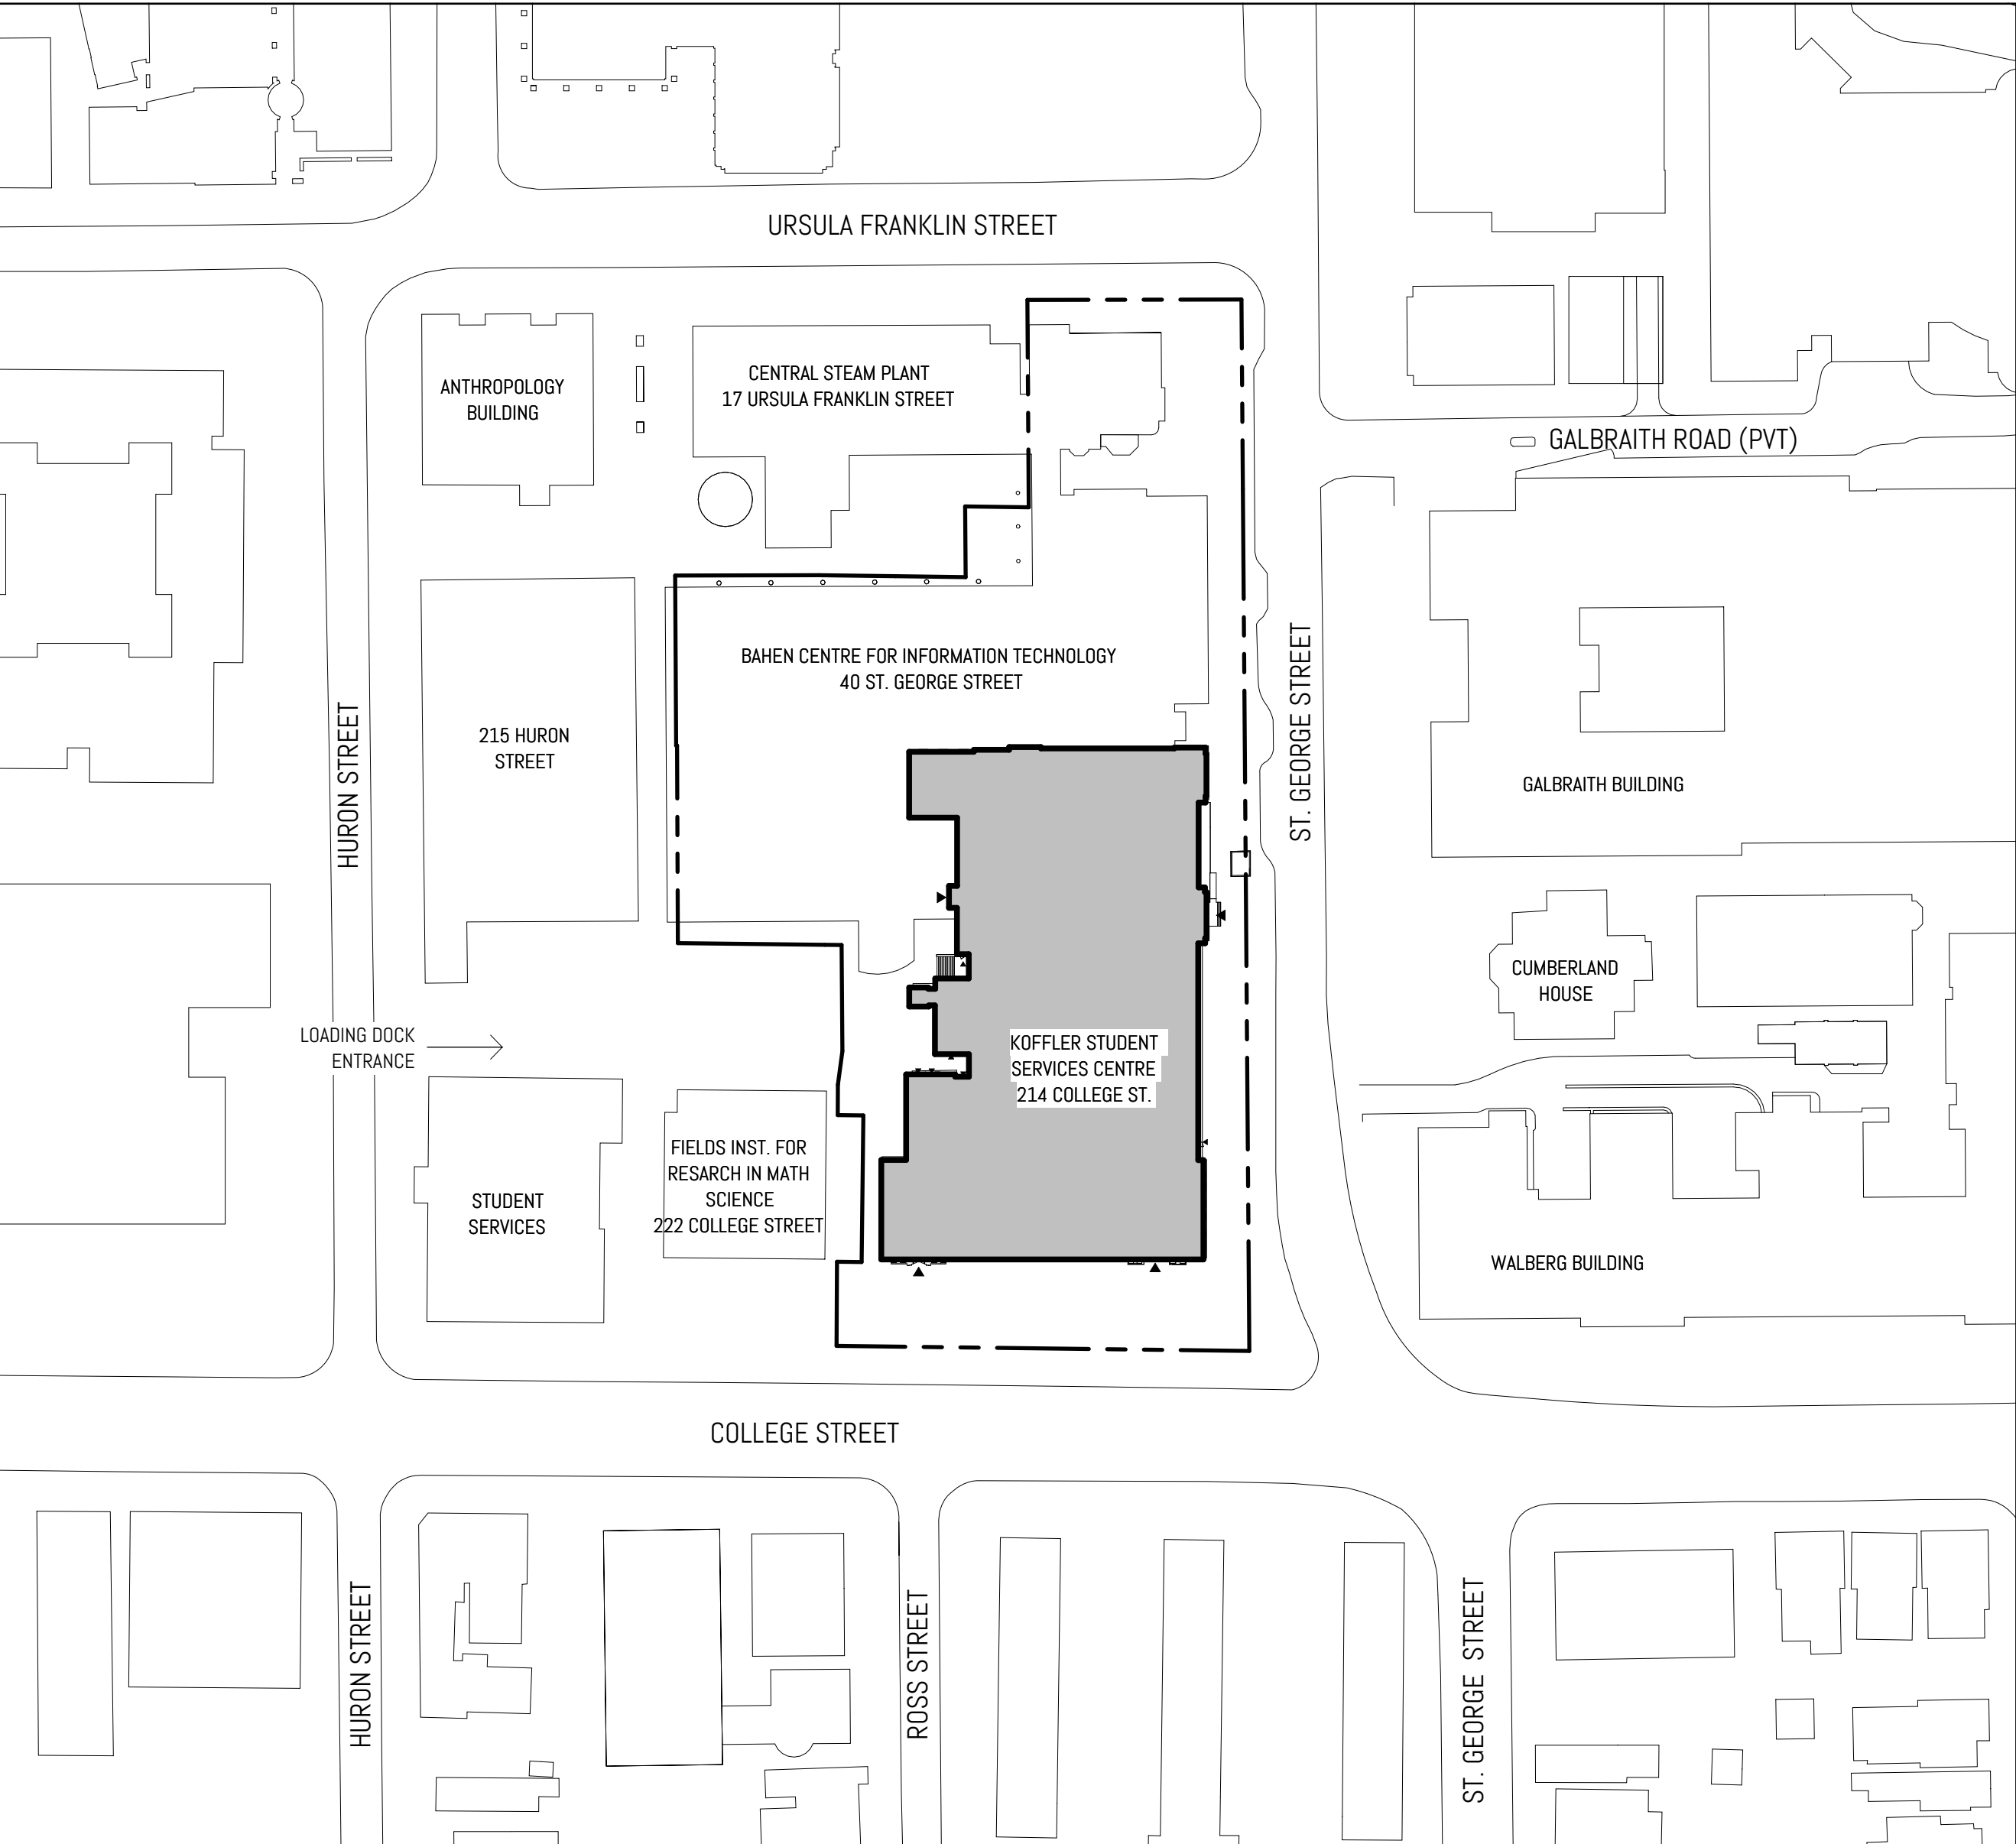 URSULA FRANKLIN STREET
ANTHROPOLOGY
BUILDING
CENTRAL STEAM PLANT
17 URSULA FRANKLIN STREET
GALBRAITH ROAD (PVT)
BAHEN CENTRE FOR INFORMATION TECHNOLOGY
40 ST. GEORGE STREET
HURON STREET
215 HURON
STREET
ST. GEORGE STREET
GALBRAITH BUILDING
CUMBERLAND
HOUSE
LOADING DOCK
ENTRANCE
KOFFLER STUDENT
SERVICES CENTRE
214 COLLEGE ST.
FIELDS INST. FOR
RESARCH IN MATH
SCIENCE
222 COLLEGE STREET
STUDENT
SERVICES
WALBERG BUILDING
COLLEGE STREET
HURON STREET
ROSS STREET
ST. GEORGE STREET